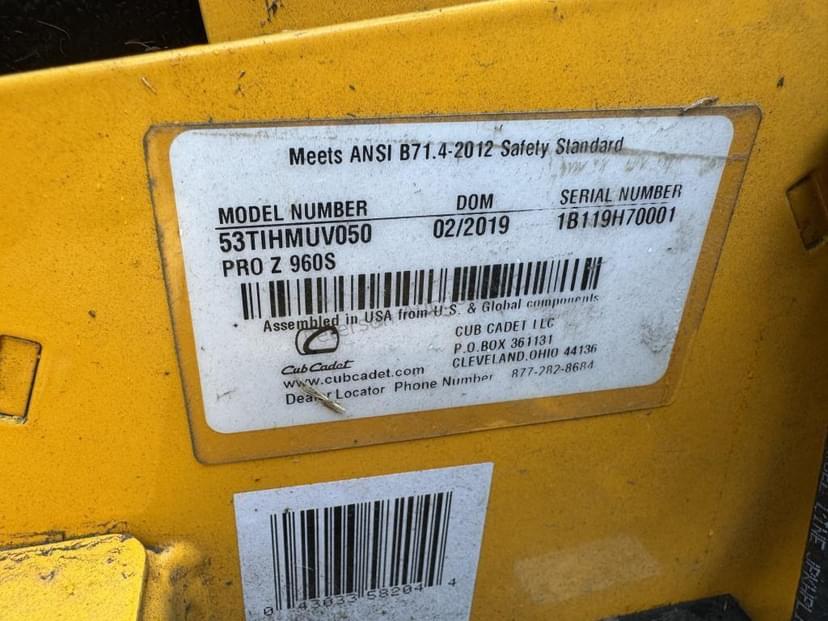 Meets ANSI B71.4-2012 Safety Standard
MODEL NUMBER DOM SERIAL NUMBER
53TIHMUV050 02/2019 1B119H70001
PRO Z 960S
Assembled in USA from U.S. & Global components
Cub Cadet
CUB CADET LLC
P.O.BOX 361131
CLEVELAND,OHIO 44136
www.cubcadet.com
Dealer Locator Phone Number 877-282-8684
0 43033 58204 4